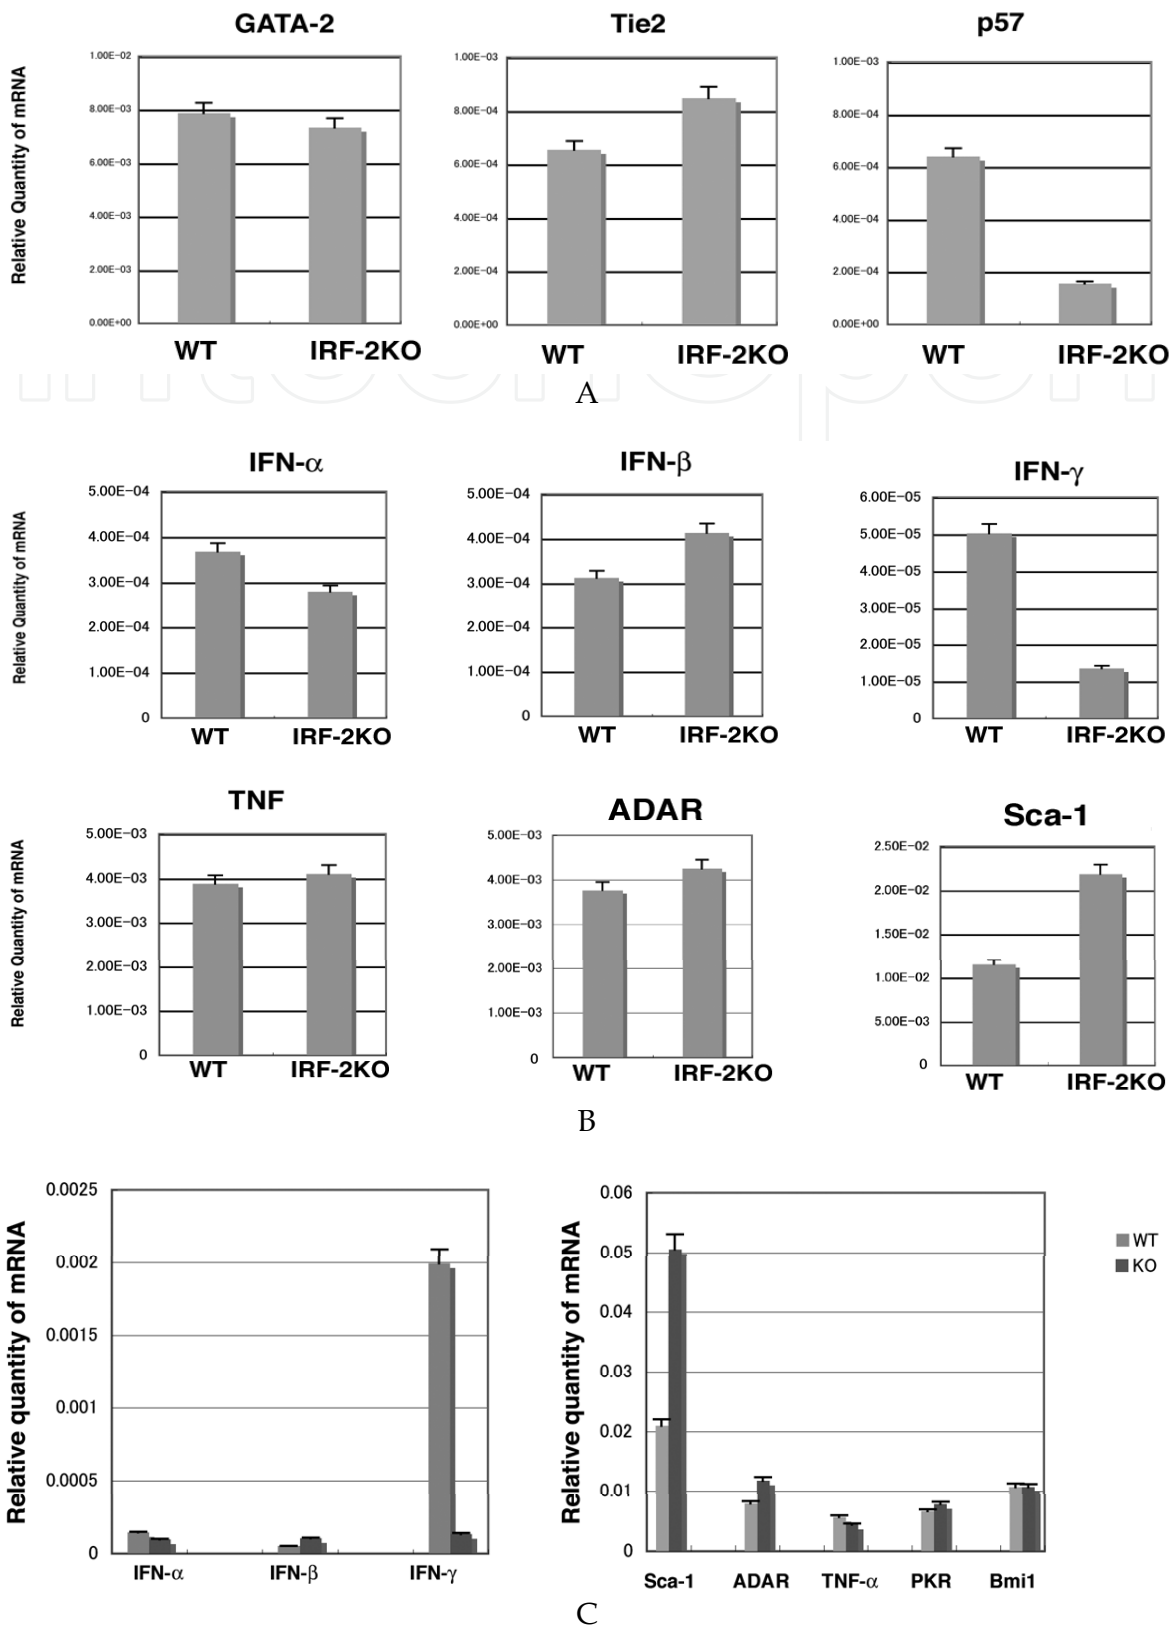 GATA-2 Tie2 p57
Relative Quantity of mRNA
1.00E-02 1.00E-03 1.00E-03
8.00E-03 8.00E-04 8.00E-04
6.00E-03 6.00E-04 6.00E-04
4.00E-03 4.00E-04 4.00E-04
2.00E-03 2.00E-04 2.00E-04
0.00E+00 0.00E+00 0.00E+00
WT IRF-2KO WT IRF-2KO WT IRF-2KO
A
IFN-α IFN-β IFN-γ
Relative Quantity of mRNA
5.00E-04 5.00E-04 6.00E-05
4.00E-04 4.00E-04 5.00E-05
3.00E-04 3.00E-04 4.00E-05
2.00E-04 2.00E-04 3.00E-05
1.00E-04 1.00E-04 2.00E-05
0 0 1.00E-05
0
WT IRF-2KO WT IRF-2KO WT IRF-2KO
TNF ADAR Sca-1
Relative Quantity of mRNA
5.00E-03 5.00E-03 2.50E-02
4.00E-03 4.00E-03 2.00E-02
3.00E-03 3.00E-03 1.50E-02
2.00E-03 2.00E-03 1.00E-02
1.00E-03 1.00E-03 5.00E-03
0 0 0
WT IRF-2KO WT IRF-2KO WT IRF-2KO
B
Relative quantity of mRNA
0.0025
0.002
0.0015
0.001
0.0005
0
IFN-α IFN-β IFN-γ
Relative quantity of mRNA
0.06
0.05
0.04
0.03
0.02
0.01
0
Sca-1 ADAR TNF-α PKR Bmi1
WT
KO
C